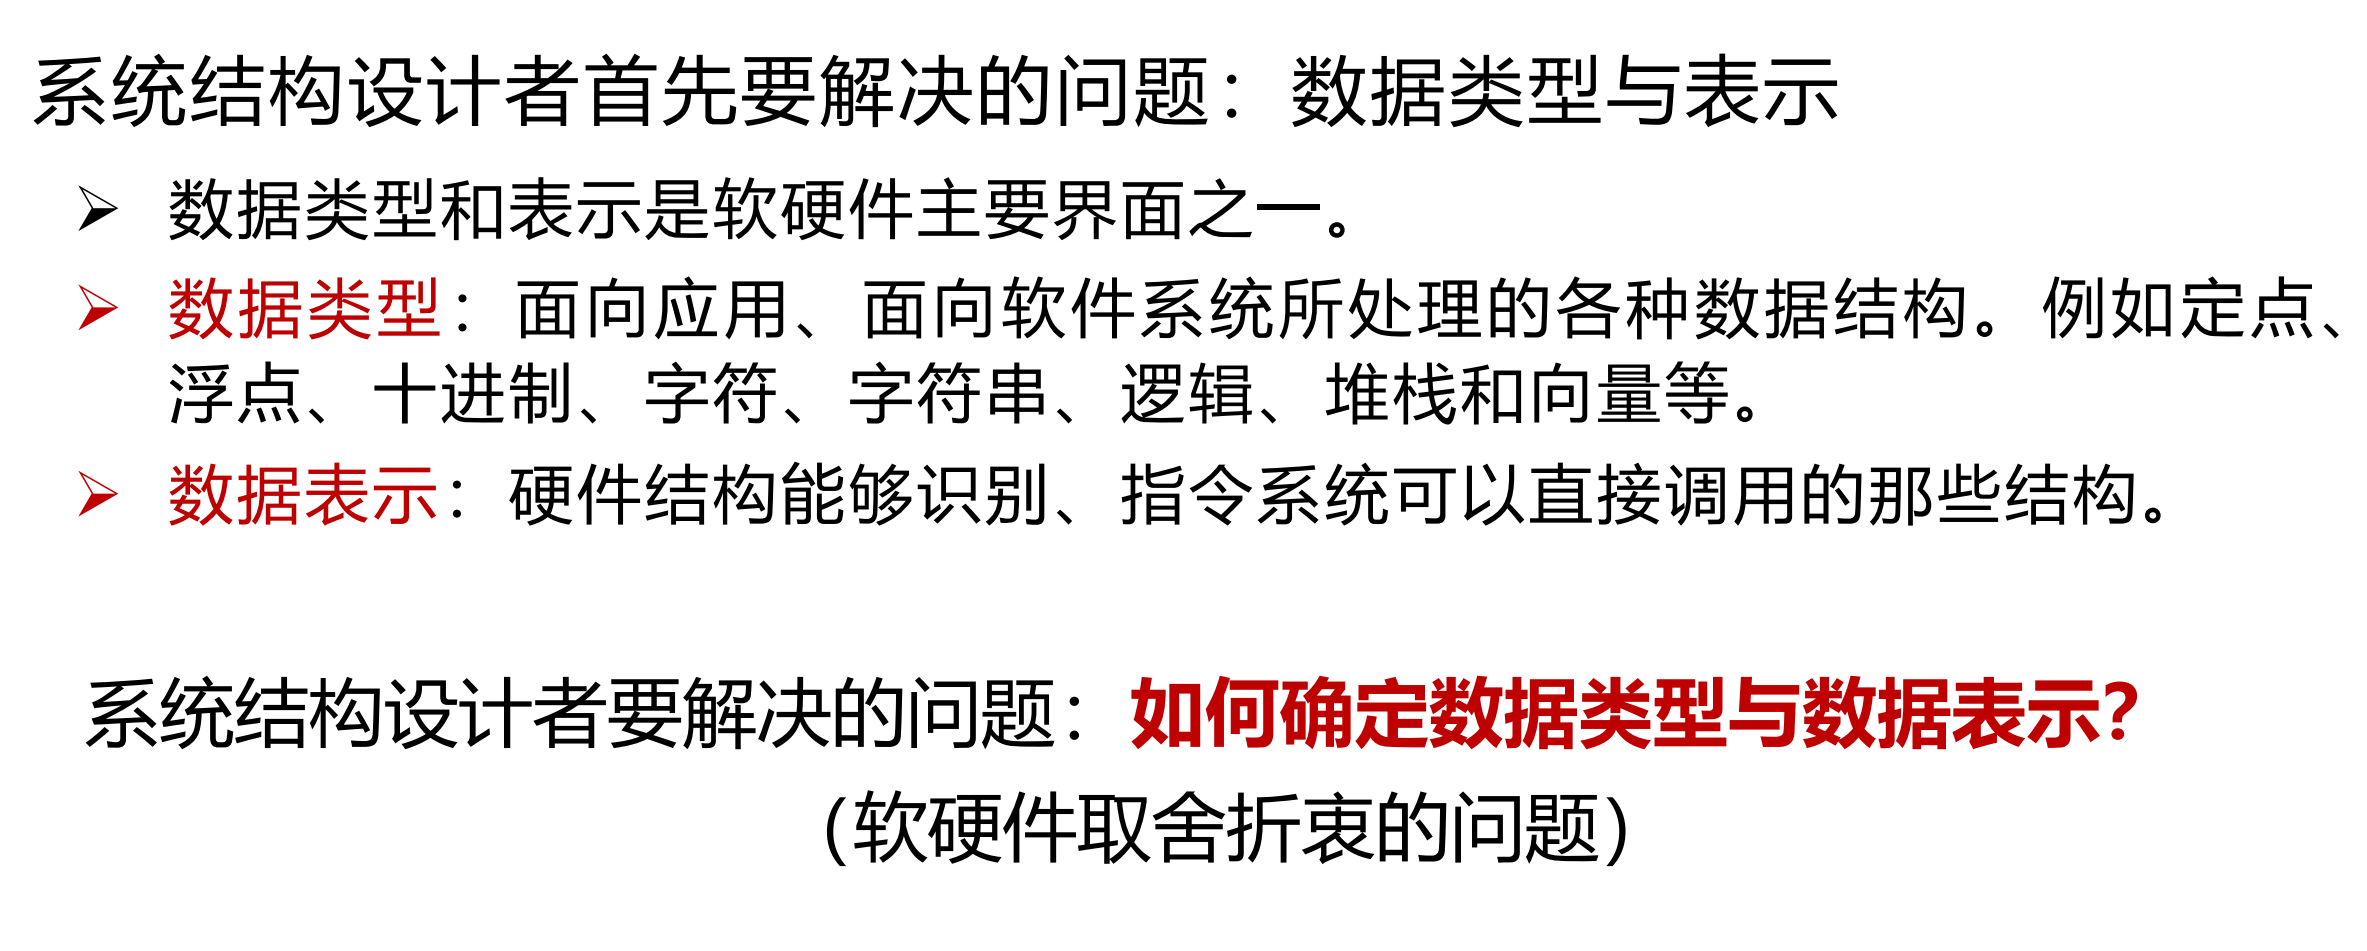 系统结构设计者首先要解决的问题：数据类型与表示
➢ 数据类型和表示是软硬件主要界面之一。
➢ 数据类型：面向应用、面向软件系统所处理的各种数据结构。例如定点、
浮点、十进制、字符、字符串、逻辑、堆栈和向量等。
➢ 数据表示：硬件结构能够识别、指令系统可以直接调用的那些结构。
系统结构设计者要解决的问题：如何确定数据类型与数据表示？
（软硬件取舍折衷的问题）